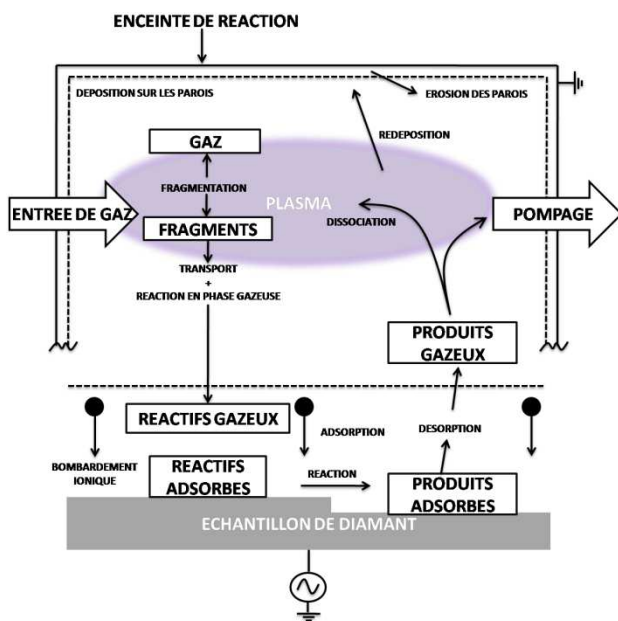 ENCEINTE DE REACTION
DEPOSITION SUR LES PAROIS
EROSION DES PAROIS
REDEPOSITION
GAZ
FRAGMENTATION
ENTREE DE GAZ
PLASMA
POMPAGE
DISSOCIATION
FRAGMENTS
TRANSPORT
+
REACTION EN PHASE GAZEUSE
PRODUITS
GAZEUX
REACTIFS GAZEUX
ADSORPTION
DESORPTION
BOMBARDEMENT
IONIQUE
REACTIFS
ADSORBES
REACTION
PRODUITS
ADSORBES
ECHANTILLON DE DIAMANT